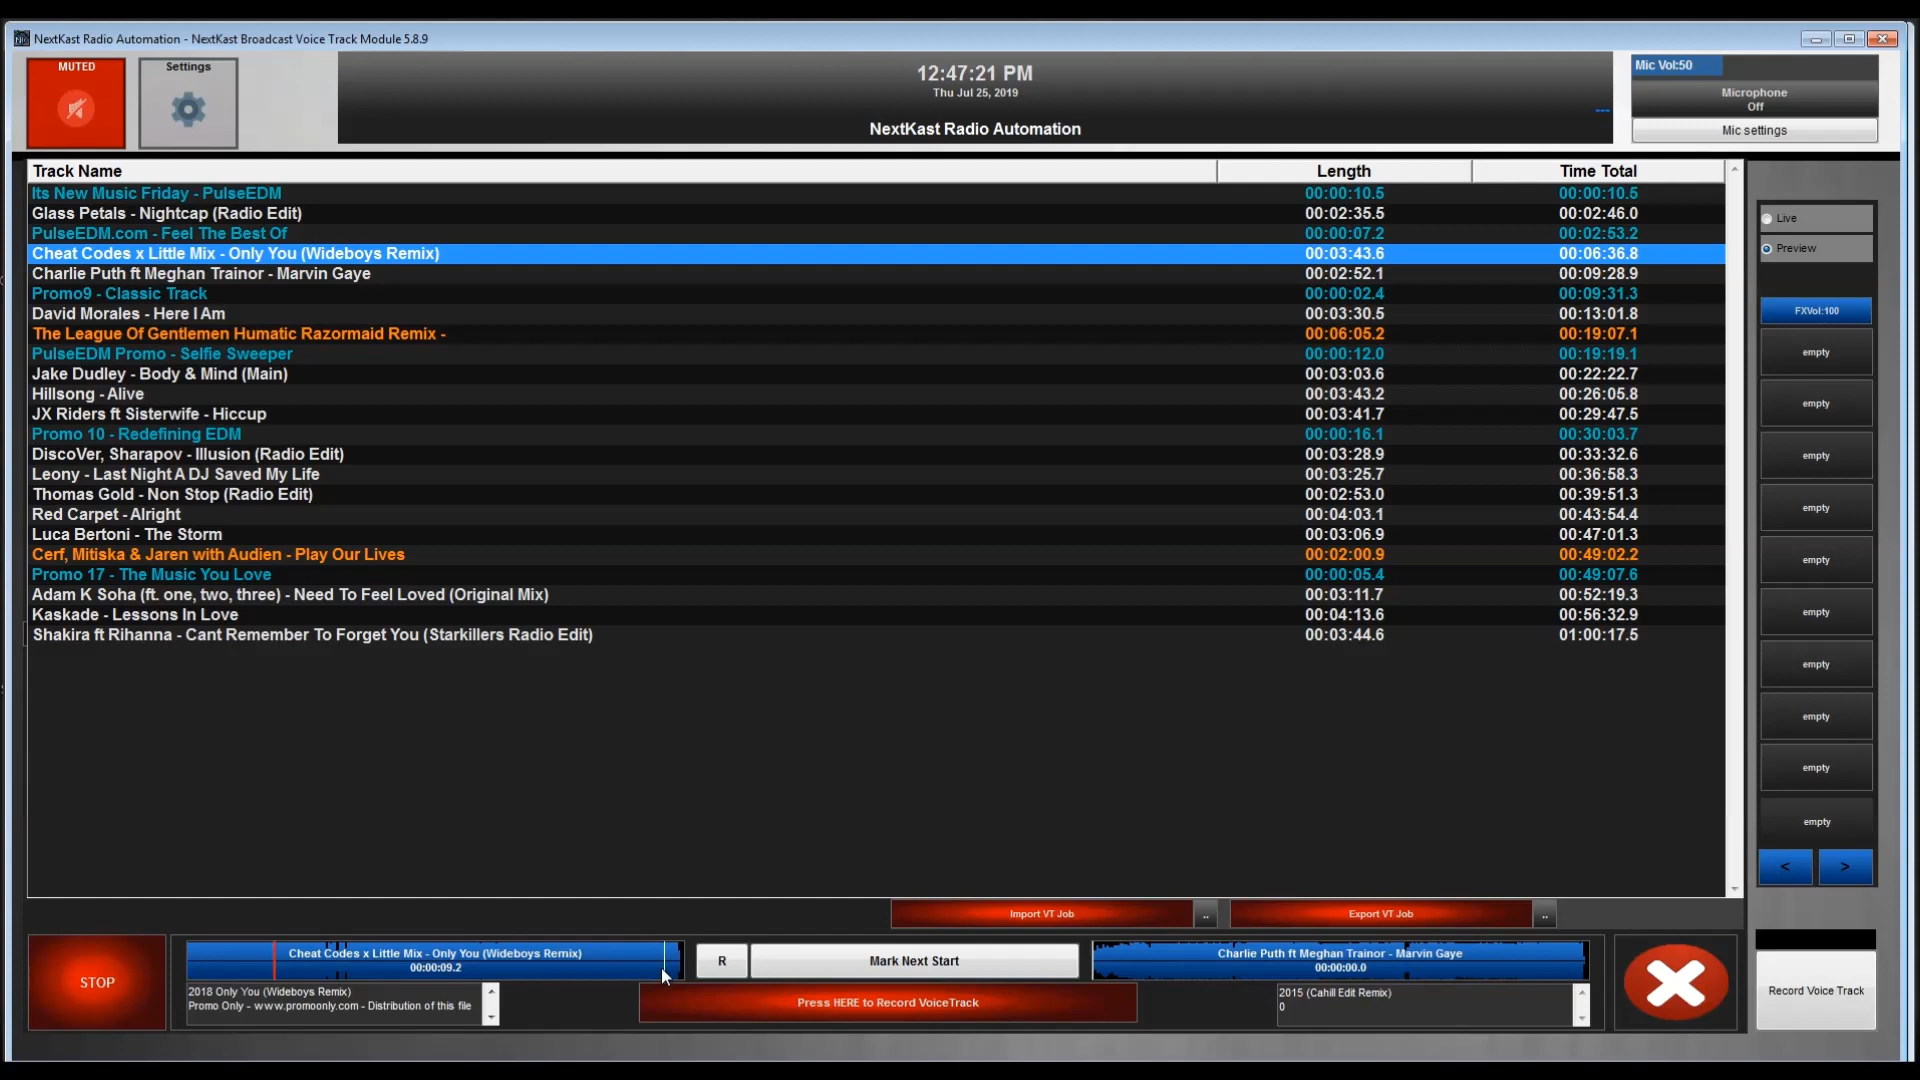 NextKast Radio Automation - NextKast Broadcast Voice Track Module 5.8.9
MUTED
Settings
12:47:21 PM
Thu Jul 25, 2019
NextKast Radio Automation
---
Mic Vol:50
Microphone
Off
Mic settings
Track Name Length Time Total
Its New Music Friday - PulseEDM 00:00:10.5 00:00:10.5
Glass Petals - Nightcap (Radio Edit) 00:02:35.5 00:02:46.0
PulseEDM.com - Feel The Best Of 00:00:07.2 00:02:53.2
Cheat Codes x Little Mix - Only You (Wideboys Remix) 00:03:43.6 00:06:36.8
Charlie Puth ft Meghan Trainor - Marvin Gaye 00:02:52.1 00:09:28.9
Promo9 - Classic Track 00:00:02.4 00:09:31.3
David Morales - Here I Am 00:03:30.5 00:13:01.8
The League Of Gentlemen Humatic Razormaid Remix - 00:06:05.2 00:19:07.1
PulseEDM Promo - Selfie Sweeper 00:00:12.0 00:19:19.1
Jake Dudley - Body & Mind (Main) 00:03:03.6 00:22:22.7
Hillsong - Alive 00:03:43.2 00:26:05.8
JX Riders ft Sisterwife - Hiccup 00:03:41.7 00:29:47.5
Promo 10 - Redefining EDM 00:00:16.1 00:30:03.7
DiscoVer, Sharapov - Illusion (Radio Edit) 00:03:28.9 00:33:32.6
Leony - Last Night A DJ Saved My Life 00:03:25.7 00:36:58.3
Thomas Gold - Non Stop (Radio Edit) 00:02:53.0 00:39:51.3
Red Carpet - Alright 00:04:03.1 00:43:54.4
Luca Bertoni - The Storm 00:03:06.9 00:47:01.3
Cerf, Mitiska & Jaren with Audien - Play Our Lives 00:02:00.9 00:49:02.2
Promo 17 - The Music You Love 00:00:05.4 00:49:07.6
Adam K Soha (ft. one, two, three) - Need To Feel Loved (Original Mix) 00:03:11.7 00:52:19.3
Kaskade - Lessons In Love 00:04:13.6 00:56:32.9
Shakira ft Rihanna - Cant Remember To Forget You (Starkillers Radio Edit) 00:03:44.6 01:00:17.5
Live
Preview
FXVol:100
empty
empty
empty
empty
empty
empty
empty
empty
empty
empty
< >
Import VT Job ..
Export VT Job ..
STOP
Cheat Codes x Little Mix - Only You (Wideboys Remix)
00:00:09.2
2018 Only You (Wideboys Remix)
Promo Only - www.promoonly.com - Distribution of this file
R
Mark Next Start
Press HERE to Record VoiceTrack
Charlie Puth ft Meghan Trainor - Marvin Gaye
00:00:00.0
2015 (Cahill Edit Remix)
0
Record Voice Track